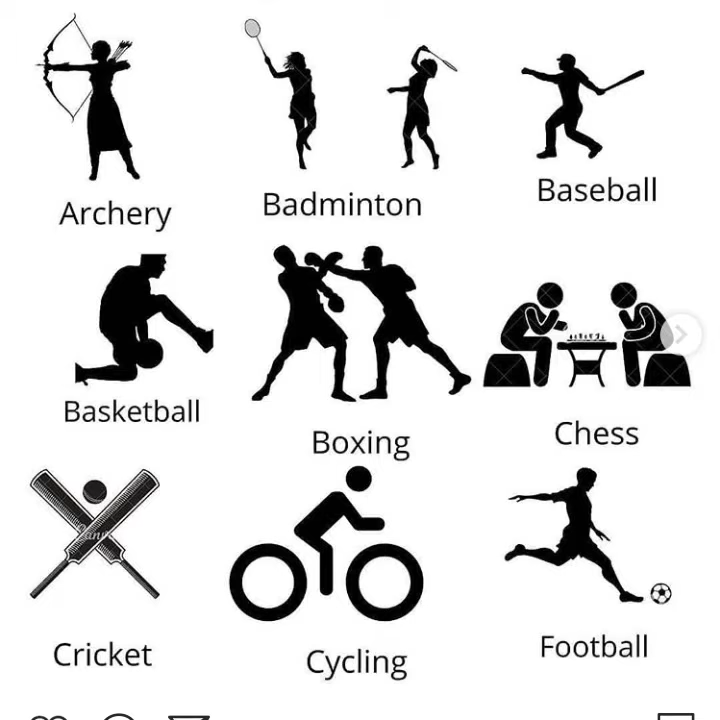 Archery
Badminton
Baseball
Basketball
Boxing
Chess
Cricket
Cycling
Football